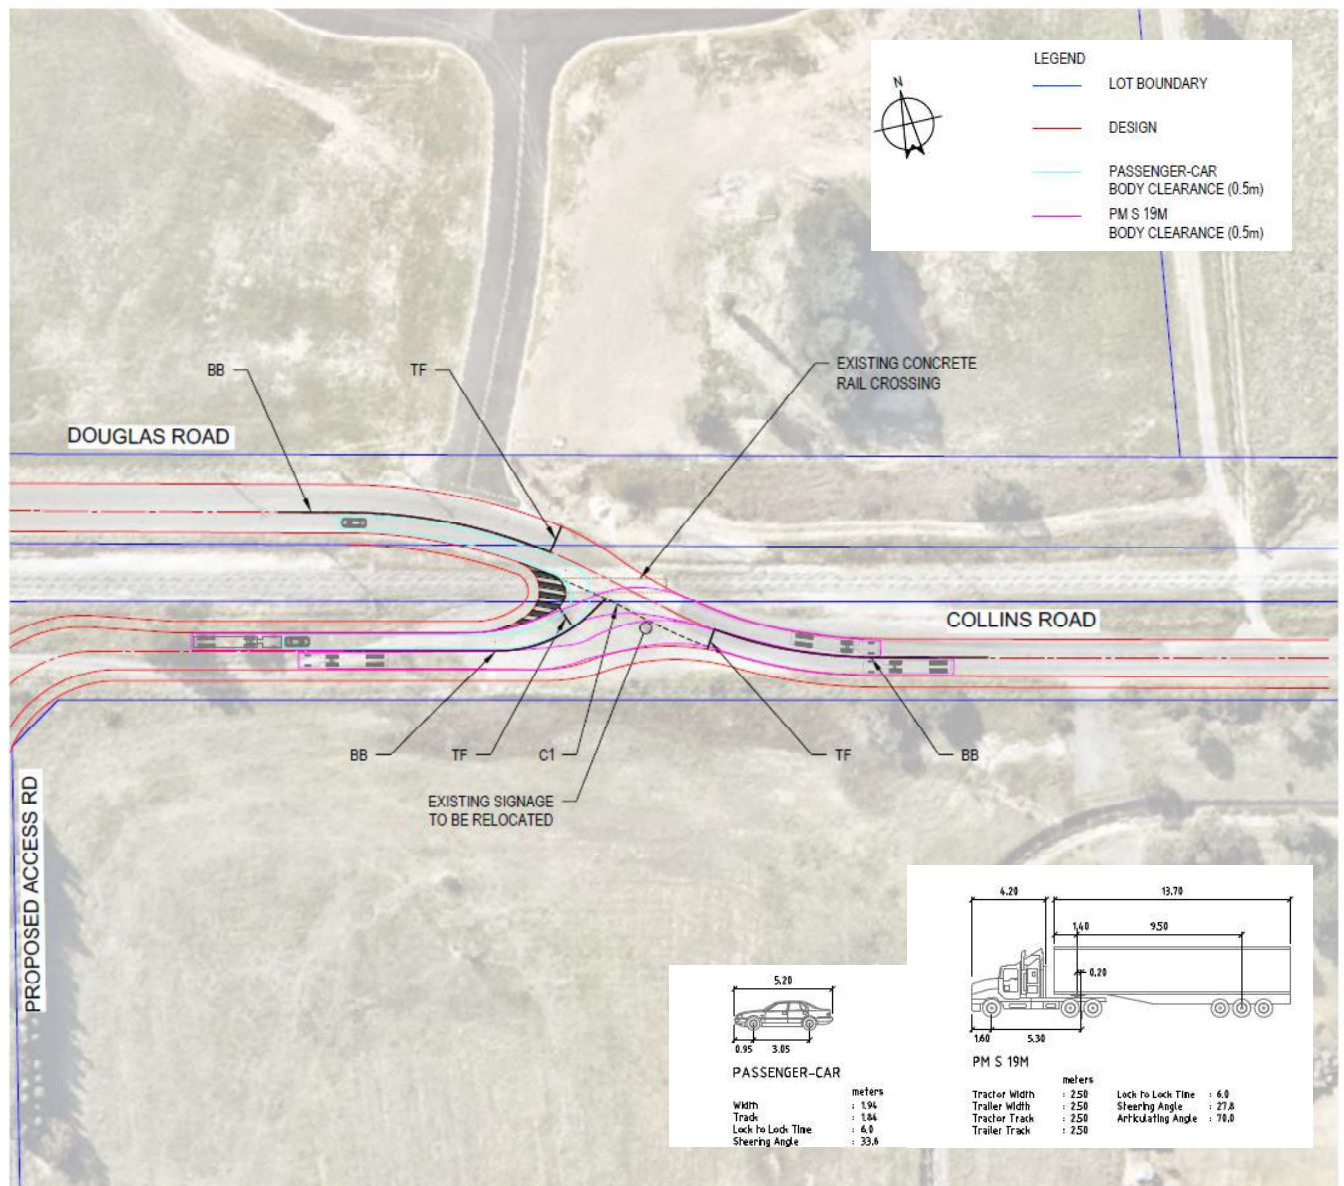 LEGEND
N
LOT BOUNDARY
DESIGN
PASSENGER-CAR
BODY CLEARANCE (0.5m)
PM S 19M
BODY CLEARANCE (0.5m)
BB
TF
EXISTING CONCRETE
RAIL CROSSING
DOUGLAS ROAD
COLLINS ROAD
BB
TF
C1
TF
BB
EXISTING SIGNAGE
TO BE RELOCATED
PROPOSED ACCESS RD
5.20
0.95 3.05
PASSENGER-CAR
meters
Width : 1.94
Track : 1.84
Lock to Lock Time : 6.0
Steering Angle : 33.6
4.20 13.70
1.40 9.50
0.20
1.60 5.30
PM S 19M
meters
Tractor Width : 2.50 Lock to Lock Time : 6.0
Trailer Width : 2.50 Steering Angle : 27.8
Tractor Track : 2.50 Articulating Angle : 70.0
Trailer Track : 2.50